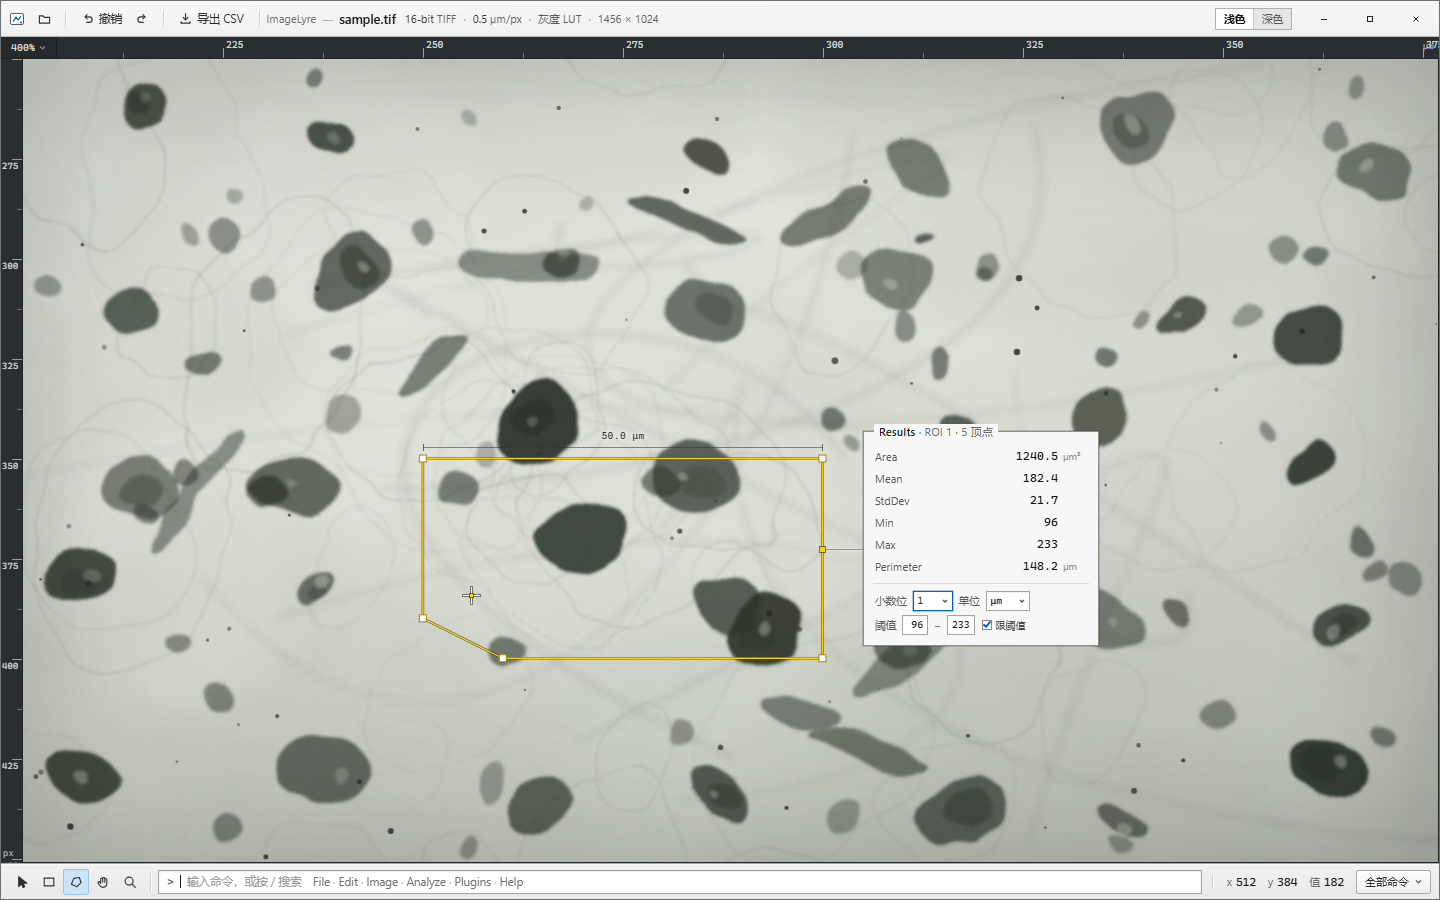 撤销 导出 CSV ImageLyre — sample.tif 16-bit TIFF · 0.5 µm/px · 灰度 LUT · 1456 × 1024 浅色 深色
400% 225 250 275 300 325 350
275
300
325
350
375
400
425
px
50.0 µm
Results · ROI 1 · 5 顶点
Area 1240.5 µm²
Mean 182.4
StdDev 21.7
Min 96
Max 233
Perimeter 148.2 µm
小数位 1 单位 µm
阈值 96 – 233 限阈值
> 输入命令，或按 / 搜索 File · Edit · Image · Analyze · Plugins · Help x 512 y 384 值 182 全部命令